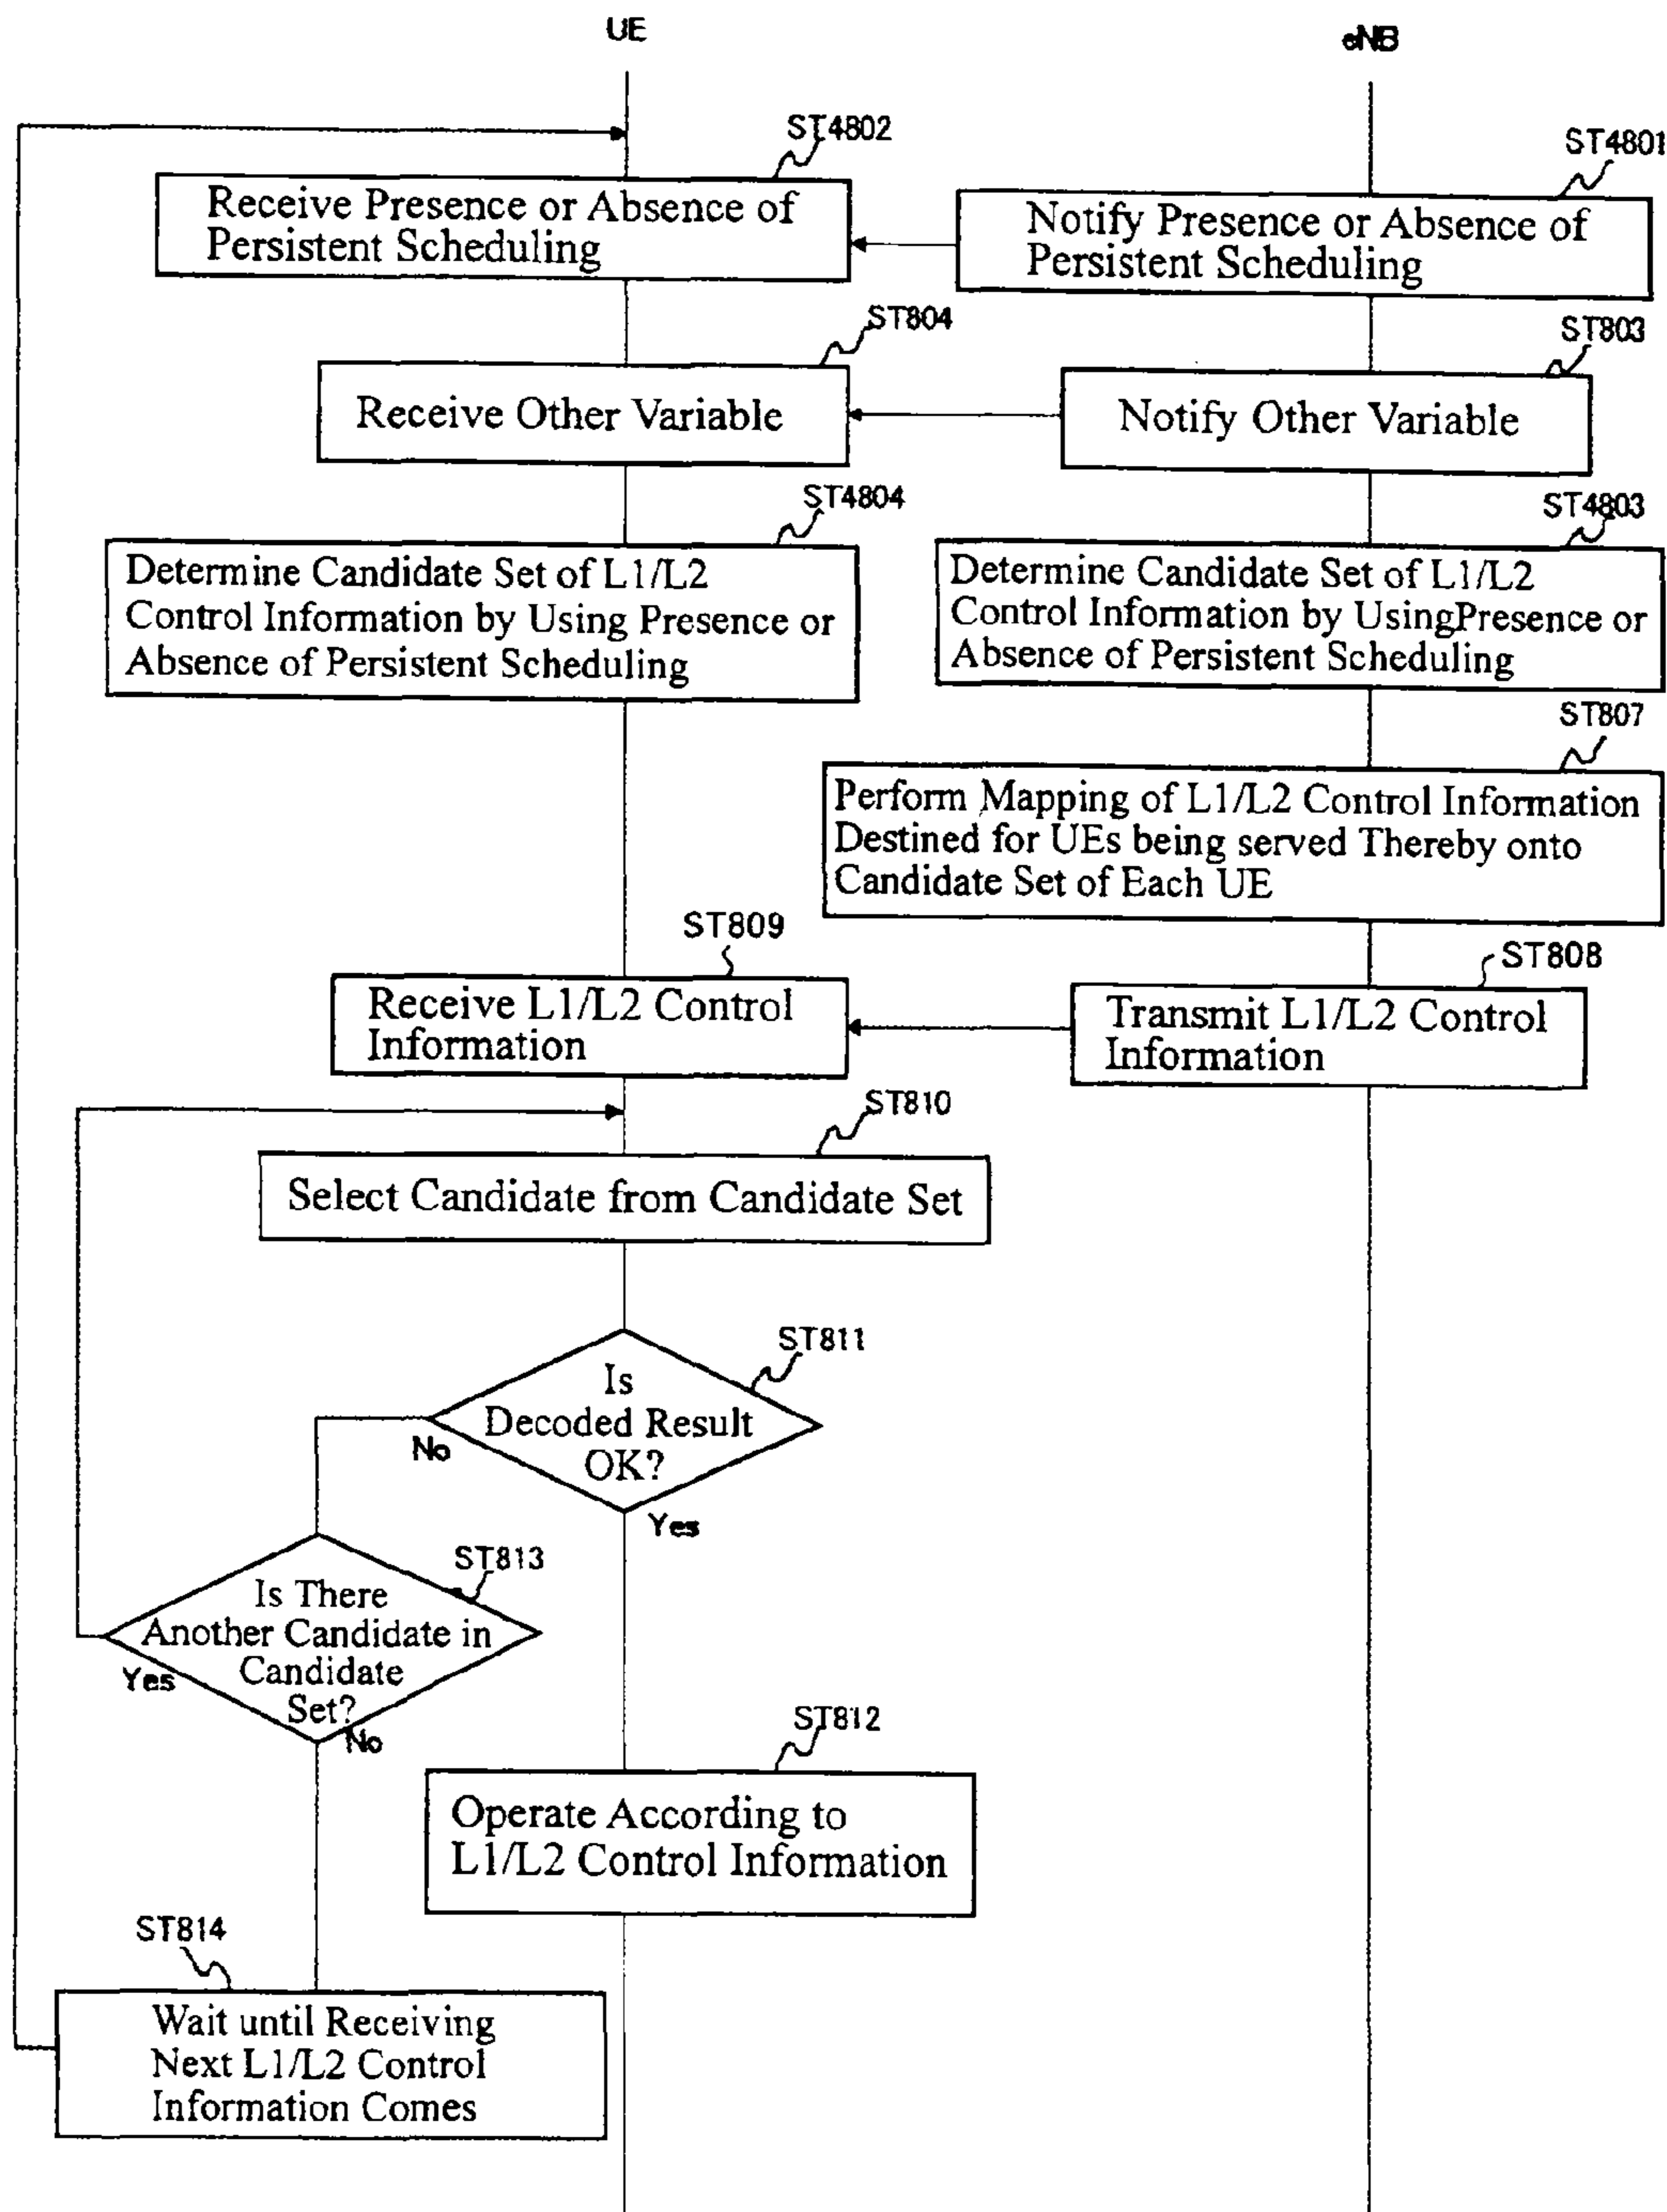 UE
eNB
ST4802
ST4801
Receive Presence or Absence of
Persistent Scheduling
Notify Presence or Absence of
Persistent Scheduling
ST804
ST803
Receive Other Variable
Notify Other Variable
ST4804
ST4803
Determine Candidate Set of L1/L2
Control Information by Using Presence or
Absence of Persistent Scheduling
Determine Candidate Set of L1/L2
Control Information by UsingPresence or
Absence of Persistent Scheduling
ST807
Perform Mapping of L1/L2 Control Information
Destined for UEs being served Thereby onto
Candidate Set of Each UE
ST809
ST808
Receive L1/L2 Control
Information
Transmit L1/L2 Control
Information
ST810
Select Candidate from Candidate Set
ST811
Is
Decoded Result
OK?
No
Yes
ST813
Is There
Another Candidate in
Candidate
Set?
Yes
No
ST812
Operate According to
L1/L2 Control Information
ST814
Wait until Receiving
Next L1/L2 Control
Information Comes